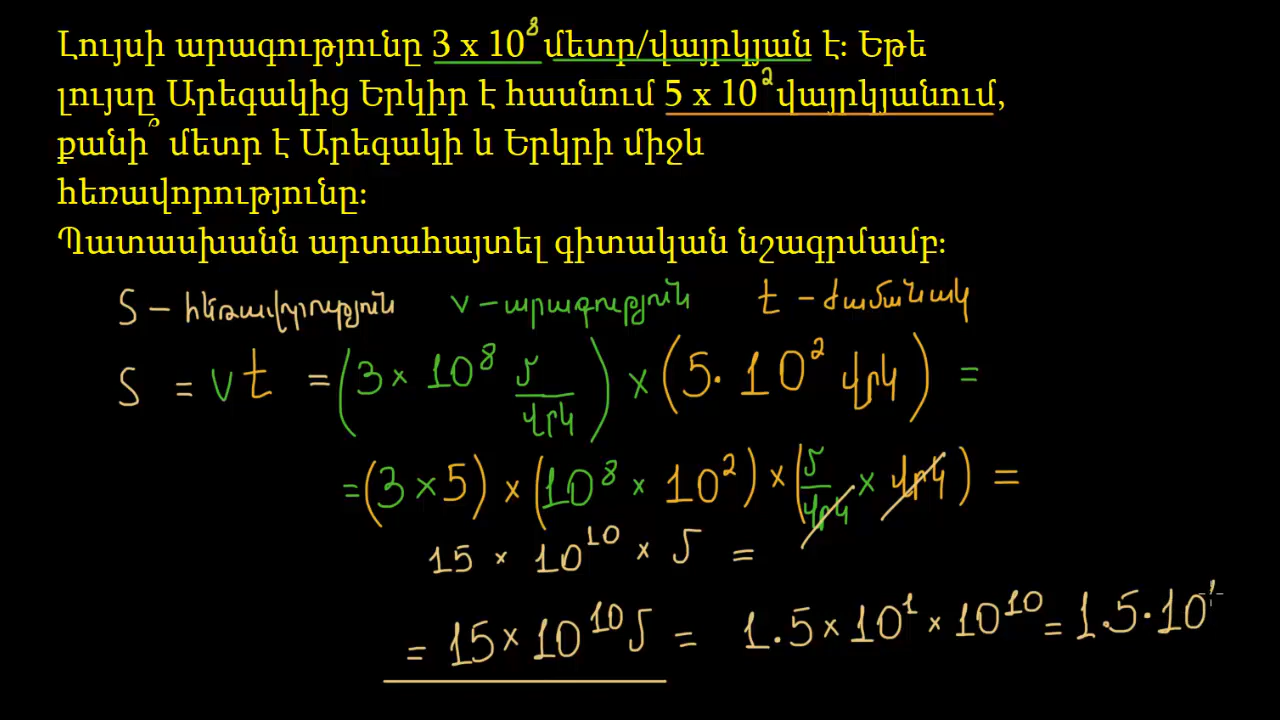 Լույսի արագությունը 3 x 10⁸ մետր/վայրկյան է: Եթե
լույսը Արեգակից Երկիր է հասնում 5 x 10² վայրկյանում,
քանի՞ մետր է Արեգակի և Երկրի միջև
հեռավորությունը:
Պատասխանն արտահայտել գիտական նշագրմամբ:
S – հեռավորություն v – արագություն t – ժամանակ
S = vt = (3 × 10⁸ մ/վրկ) × (5 · 10² վրկ) =
= (3 × 5) × (10⁸ × 10²) × (մ/վրկ × վրկ) =
15 × 10¹⁰ × մ =
= 15 × 10¹⁰ մ = 1.5 × 10¹ × 10¹⁰ = 1.5 · 10¹